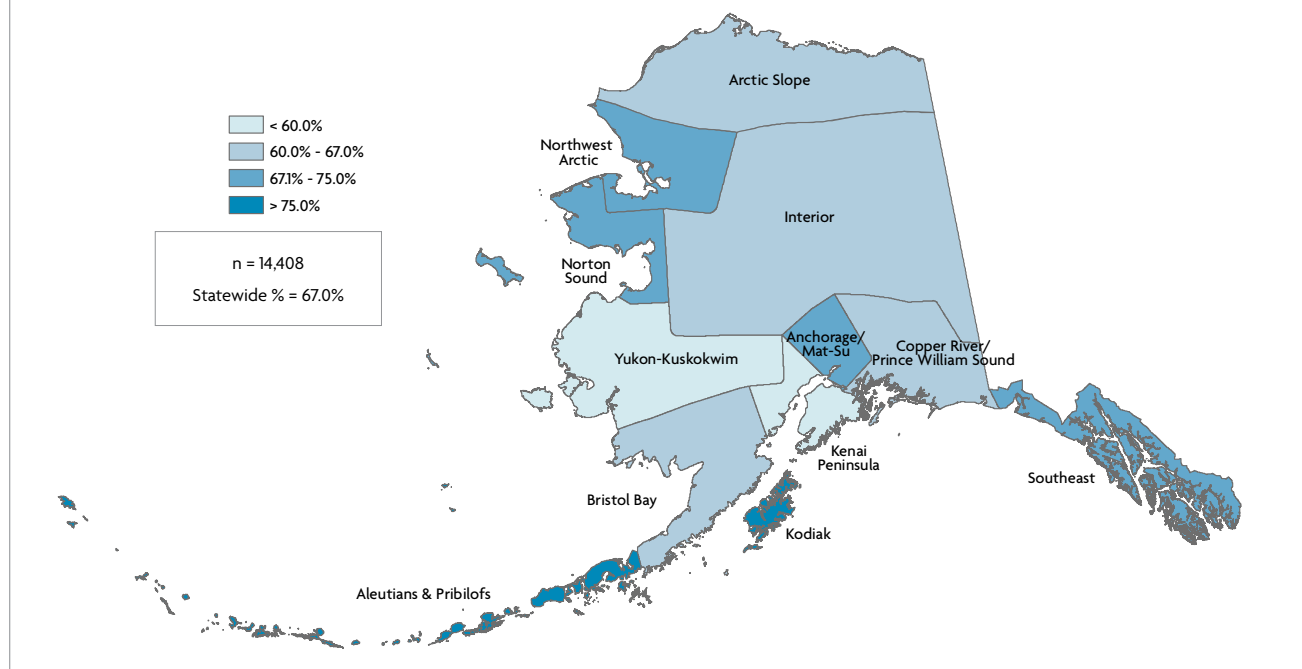 Arctic Slope
< 60.0%
60.0% - 67.0%
67.1% - 75.0%
> 75.0%
Northwest
Arctic
Interior
n = 14,408
Statewide % = 67.0%
Norton
Sound
Anchorage/
Mat-Su
Copper River/
Prince William Sound
Yukon-Kuskokwim
Kenai
Peninsula
Southeast
Bristol Bay
Kodiak
Aleutians & Pribilofs